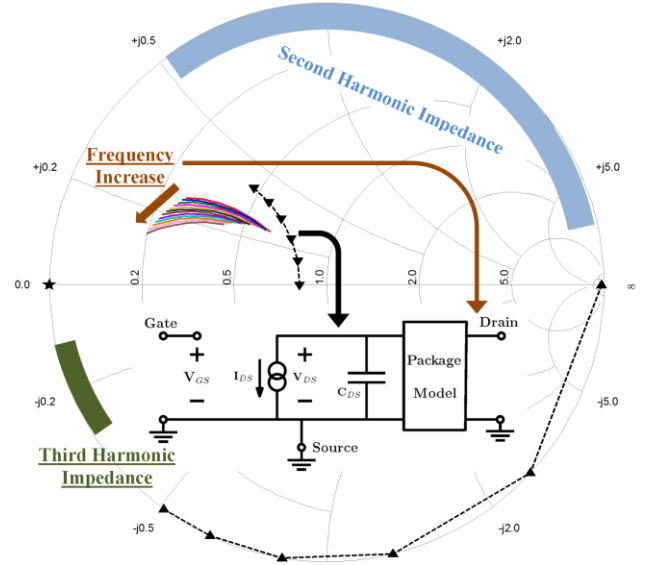 +j0.5
+j2.0
Second Harmonic Impedance
Frequency
Increase
+j0.2
+j5.0
0.0
0.2
0.5
1.0
2.0
5.0
∞
Gate
Drain
+
V_GS
−
I_DS
+
V_DS
−
C_DS
Package
Model
Source
-j0.2
-j5.0
Third Harmonic
Impedance
-j0.5
-j2.0